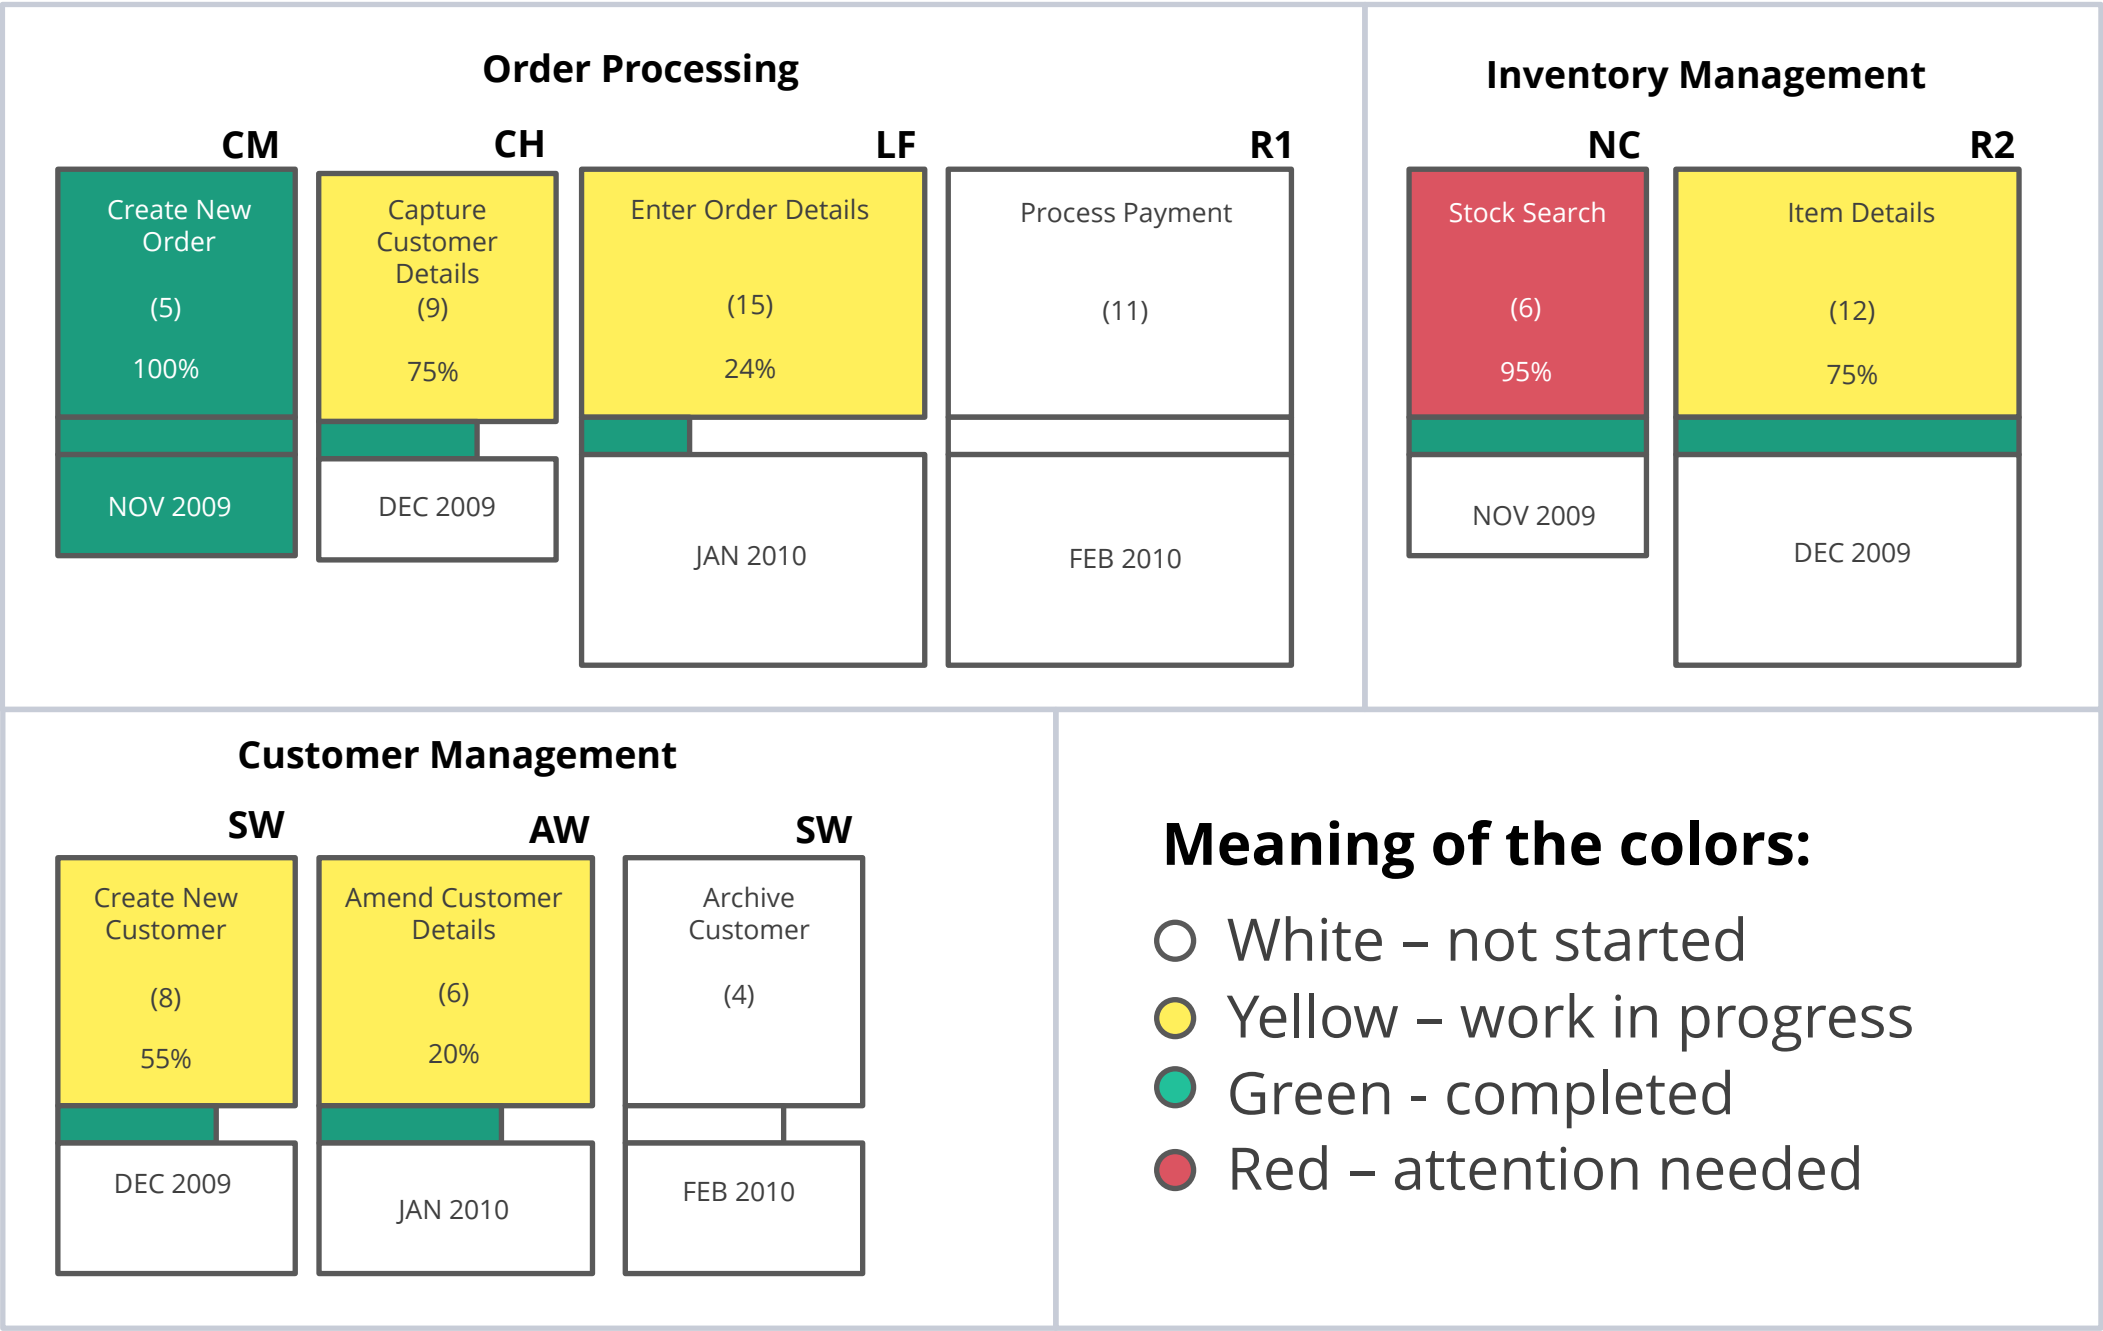 Order Processing
CM
Create New
Order
(5)
100%
NOV 2009
CH
Capture
Customer
Details
(9)
75%
DEC 2009
LF
Enter Order Details
(15)
24%
JAN 2010
R1
Process Payment
(11)
FEB 2010
Inventory Management
NC
Stock Search
(6)
95%
NOV 2009
R2
Item Details
(12)
75%
DEC 2009
Customer Management
SW
Create New
Customer
(8)
55%
DEC 2009
AW
Amend Customer
Details
(6)
20%
JAN 2010
SW
Archive
Customer
(4)
FEB 2010
Meaning of the colors:
White – not started
Yellow – work in progress
Green - completed
Red – attention needed